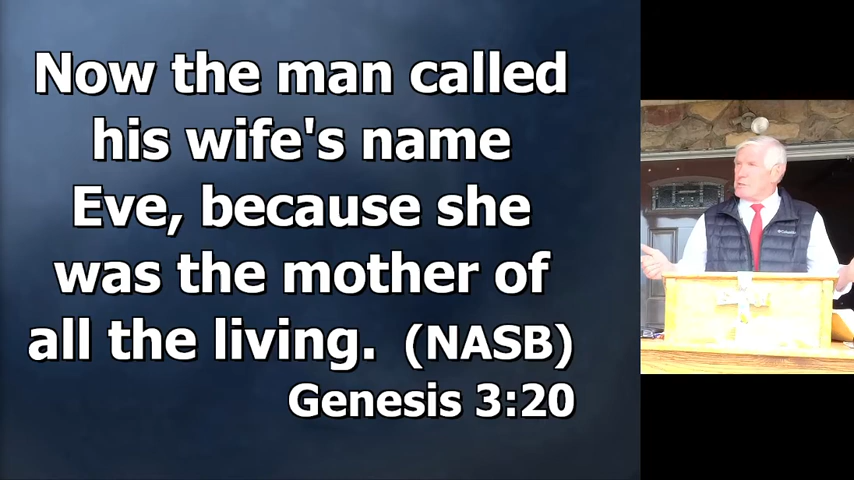 Now the man called
his wife's name
Eve, because she
was the mother of
all the living. (NASB)
Genesis 3:20
Columbia